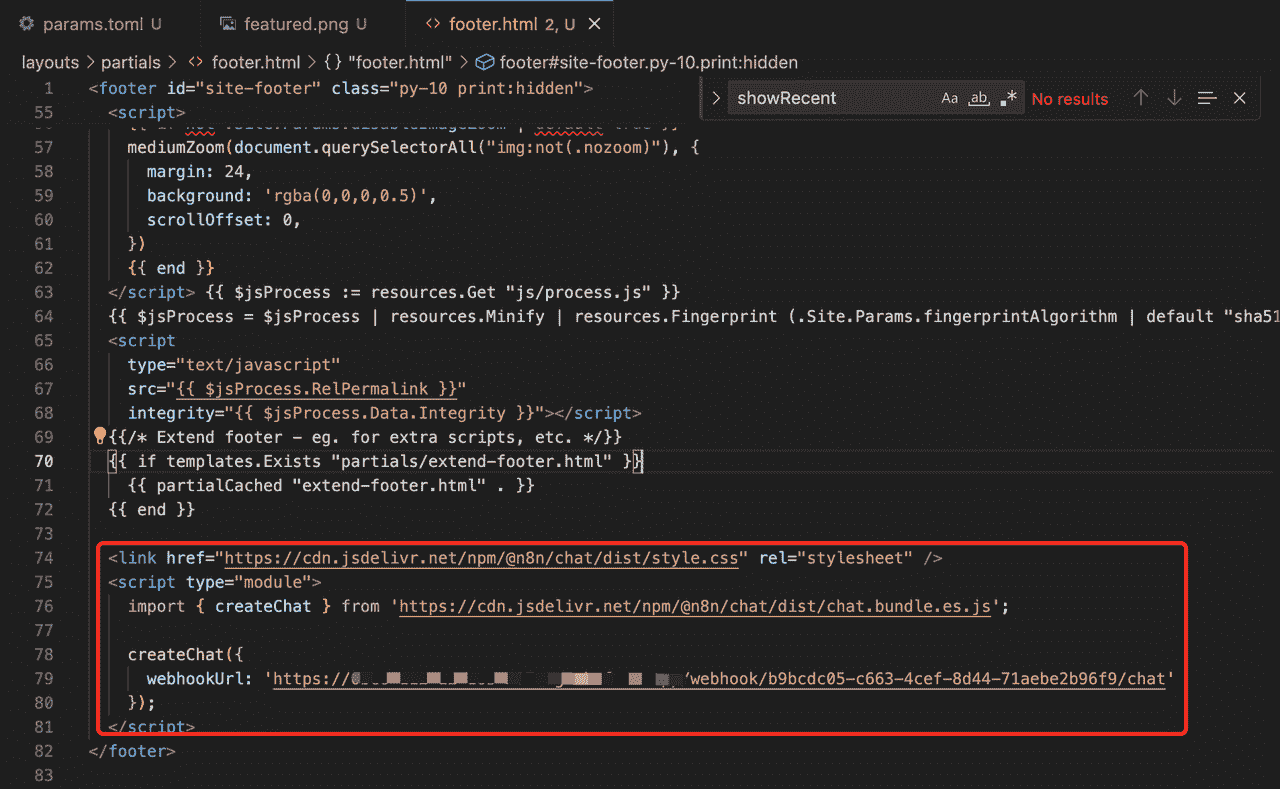 params.toml U featured.png U <> footer.html 2, U ×
layouts > partials > <> footer.html > {} "footer.html" > footer#site-footer.py-10.print:hidden
showRecent Aa ab .* No results
1 <footer id="site-footer" class="py-10 print:hidden">
55 <script>
57 mediumZoom(document.querySelectorAll("img:not(.nozoom)"), {
58 margin: 24,
59 background: 'rgba(0,0,0,0.5)',
60 scrollOffset: 0,
61 })
62 {{ end }}
63 </script> {{ $jsProcess := resources.Get "js/process.js" }}
64 {{ $jsProcess = $jsProcess | resources.Minify | resources.Fingerprint (.Site.Params.fingerprintAlgorithm | default "sha51
65 <script
66 type="text/javascript"
67 src="{{ $jsProcess.RelPermalink }}"
68 integrity="{{ $jsProcess.Data.Integrity }}"></script>
69 {{/* Extend footer - eg. for extra scripts, etc. */}}
70 {{ if templates.Exists "partials/extend-footer.html" }}
71 {{ partialCached "extend-footer.html" . }}
72 {{ end }}
73
74 <link href="https://cdn.jsdelivr.net/npm/@n8n/chat/dist/style.css" rel="stylesheet" />
75 <script type="module">
76 import { createChat } from 'https://cdn.jsdelivr.net/npm/@n8n/chat/dist/chat.bundle.es.js';
77
78 createChat({
79 webhookUrl: 'https:// /webhook/b9bcdc05-c663-4cef-8d44-71aebe2b96f9/chat'
80 });
81 </script>
82 </footer>
83